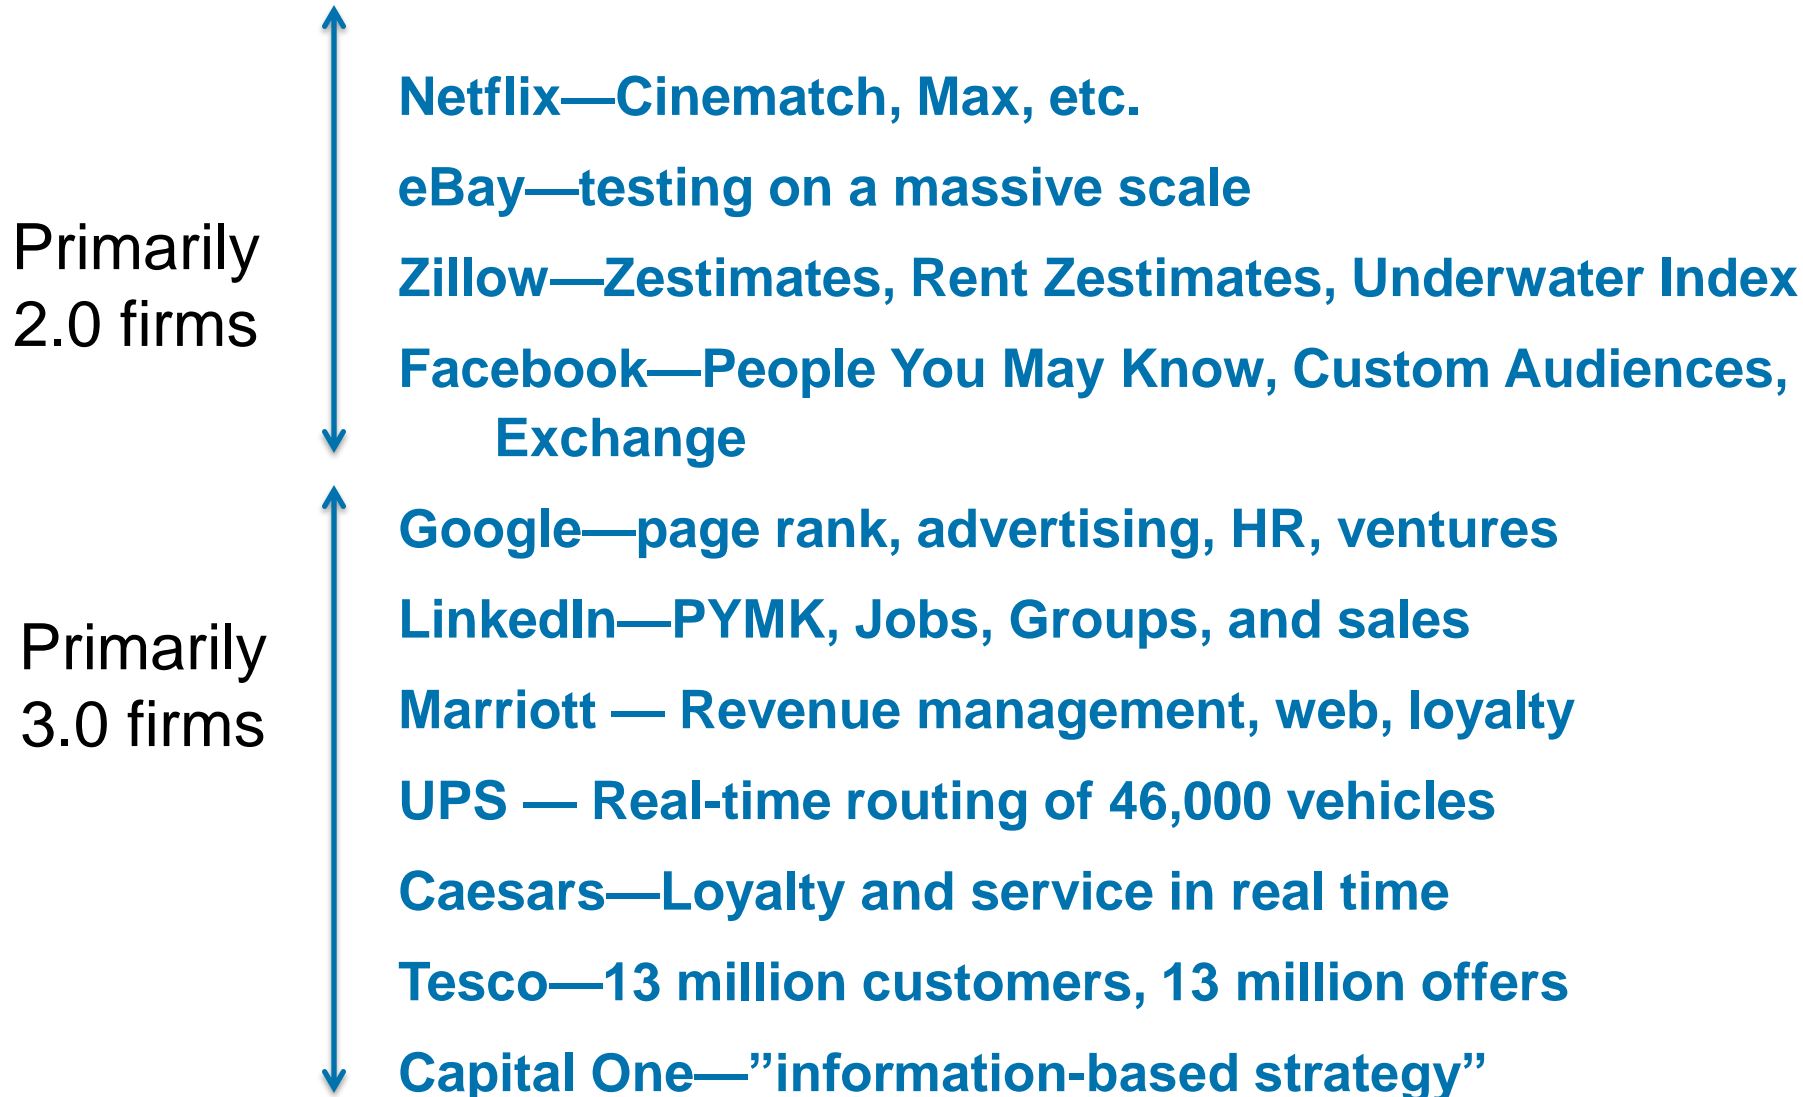 Netflix—Cinematch, Max, etc.
eBay—testing on a massive scale
Primarily
2.0 firms
Zillow—Zestimates, Rent Zestimates, Underwater Index
Facebook—People You May Know, Custom Audiences,
Exchange
Google—page rank, advertising, HR, ventures
LinkedIn—PYMK, Jobs, Groups, and sales
Primarily
3.0 firms
Marriott — Revenue management, web, loyalty
UPS — Real-time routing of 46,000 vehicles
Caesars—Loyalty and service in real time
Tesco—13 million customers, 13 million offers
Capital One—”information-based strategy”